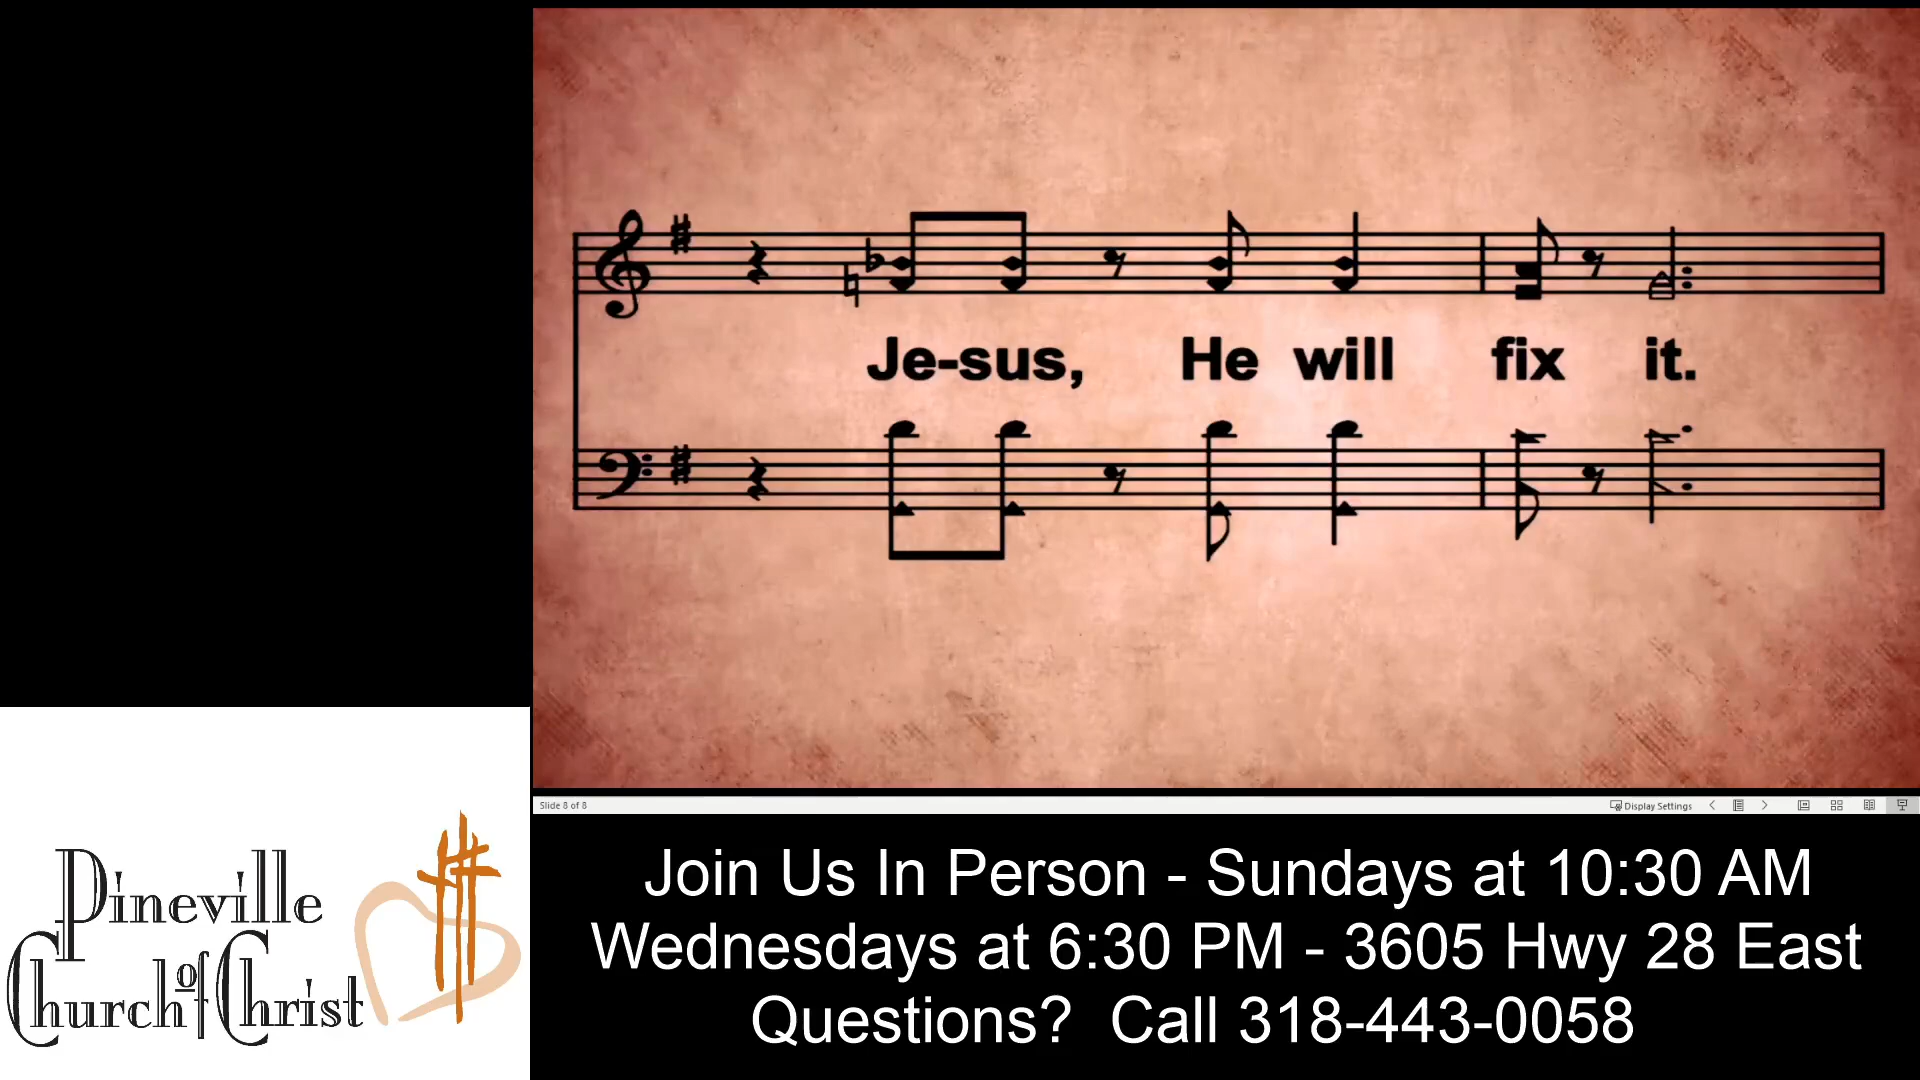 Je-sus, He will fix it.
Slide 8 of 8
Display Settings
Pineville
Church of Christ
Join Us In Person - Sundays at 10:30 AM
Wednesdays at 6:30 PM - 3605 Hwy 28 East
Questions?  Call 318-443-0058